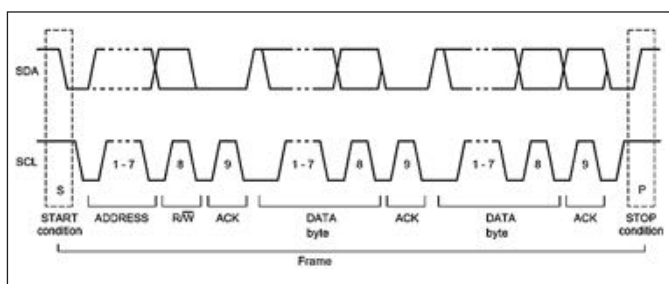 SDA
SCL 1 - 7 8 9 1 - 7 8 9 1 - 7 8 9
S P
START condition ADDRESS R/W ACK DATA byte ACK DATA byte ACK STOP condition
Frame